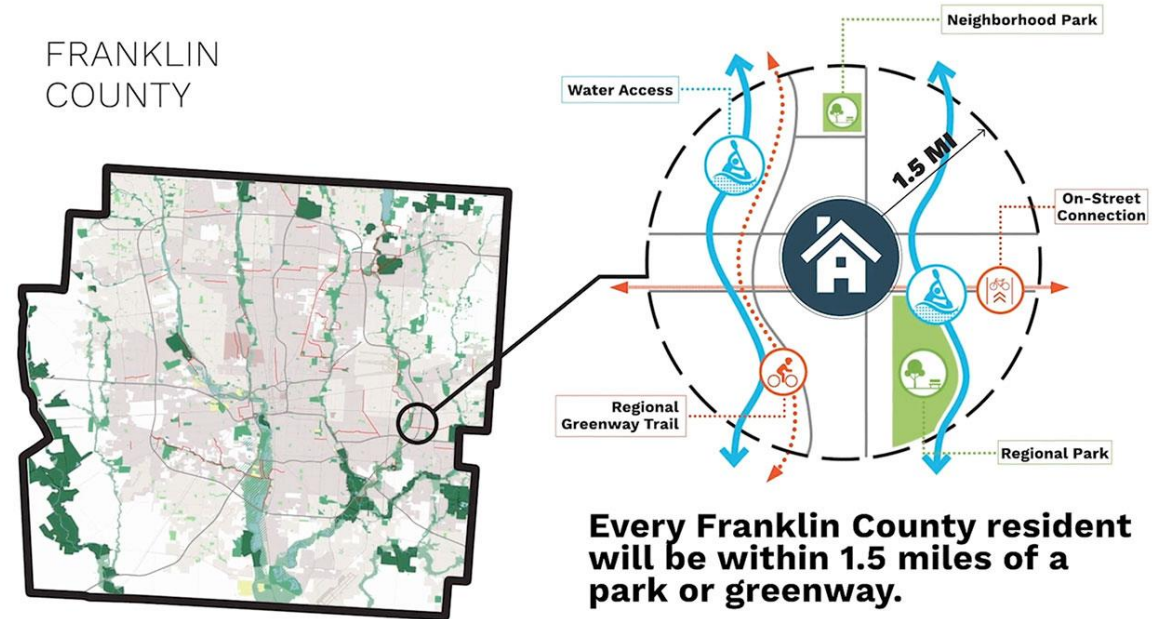 FRANKLIN
COUNTY
Neighborhood Park
Water Access
1.5 MI
On-Street
Connection
Regional
Greenway Trail
Regional Park
Every Franklin County resident
will be within 1.5 miles of a
park or greenway.